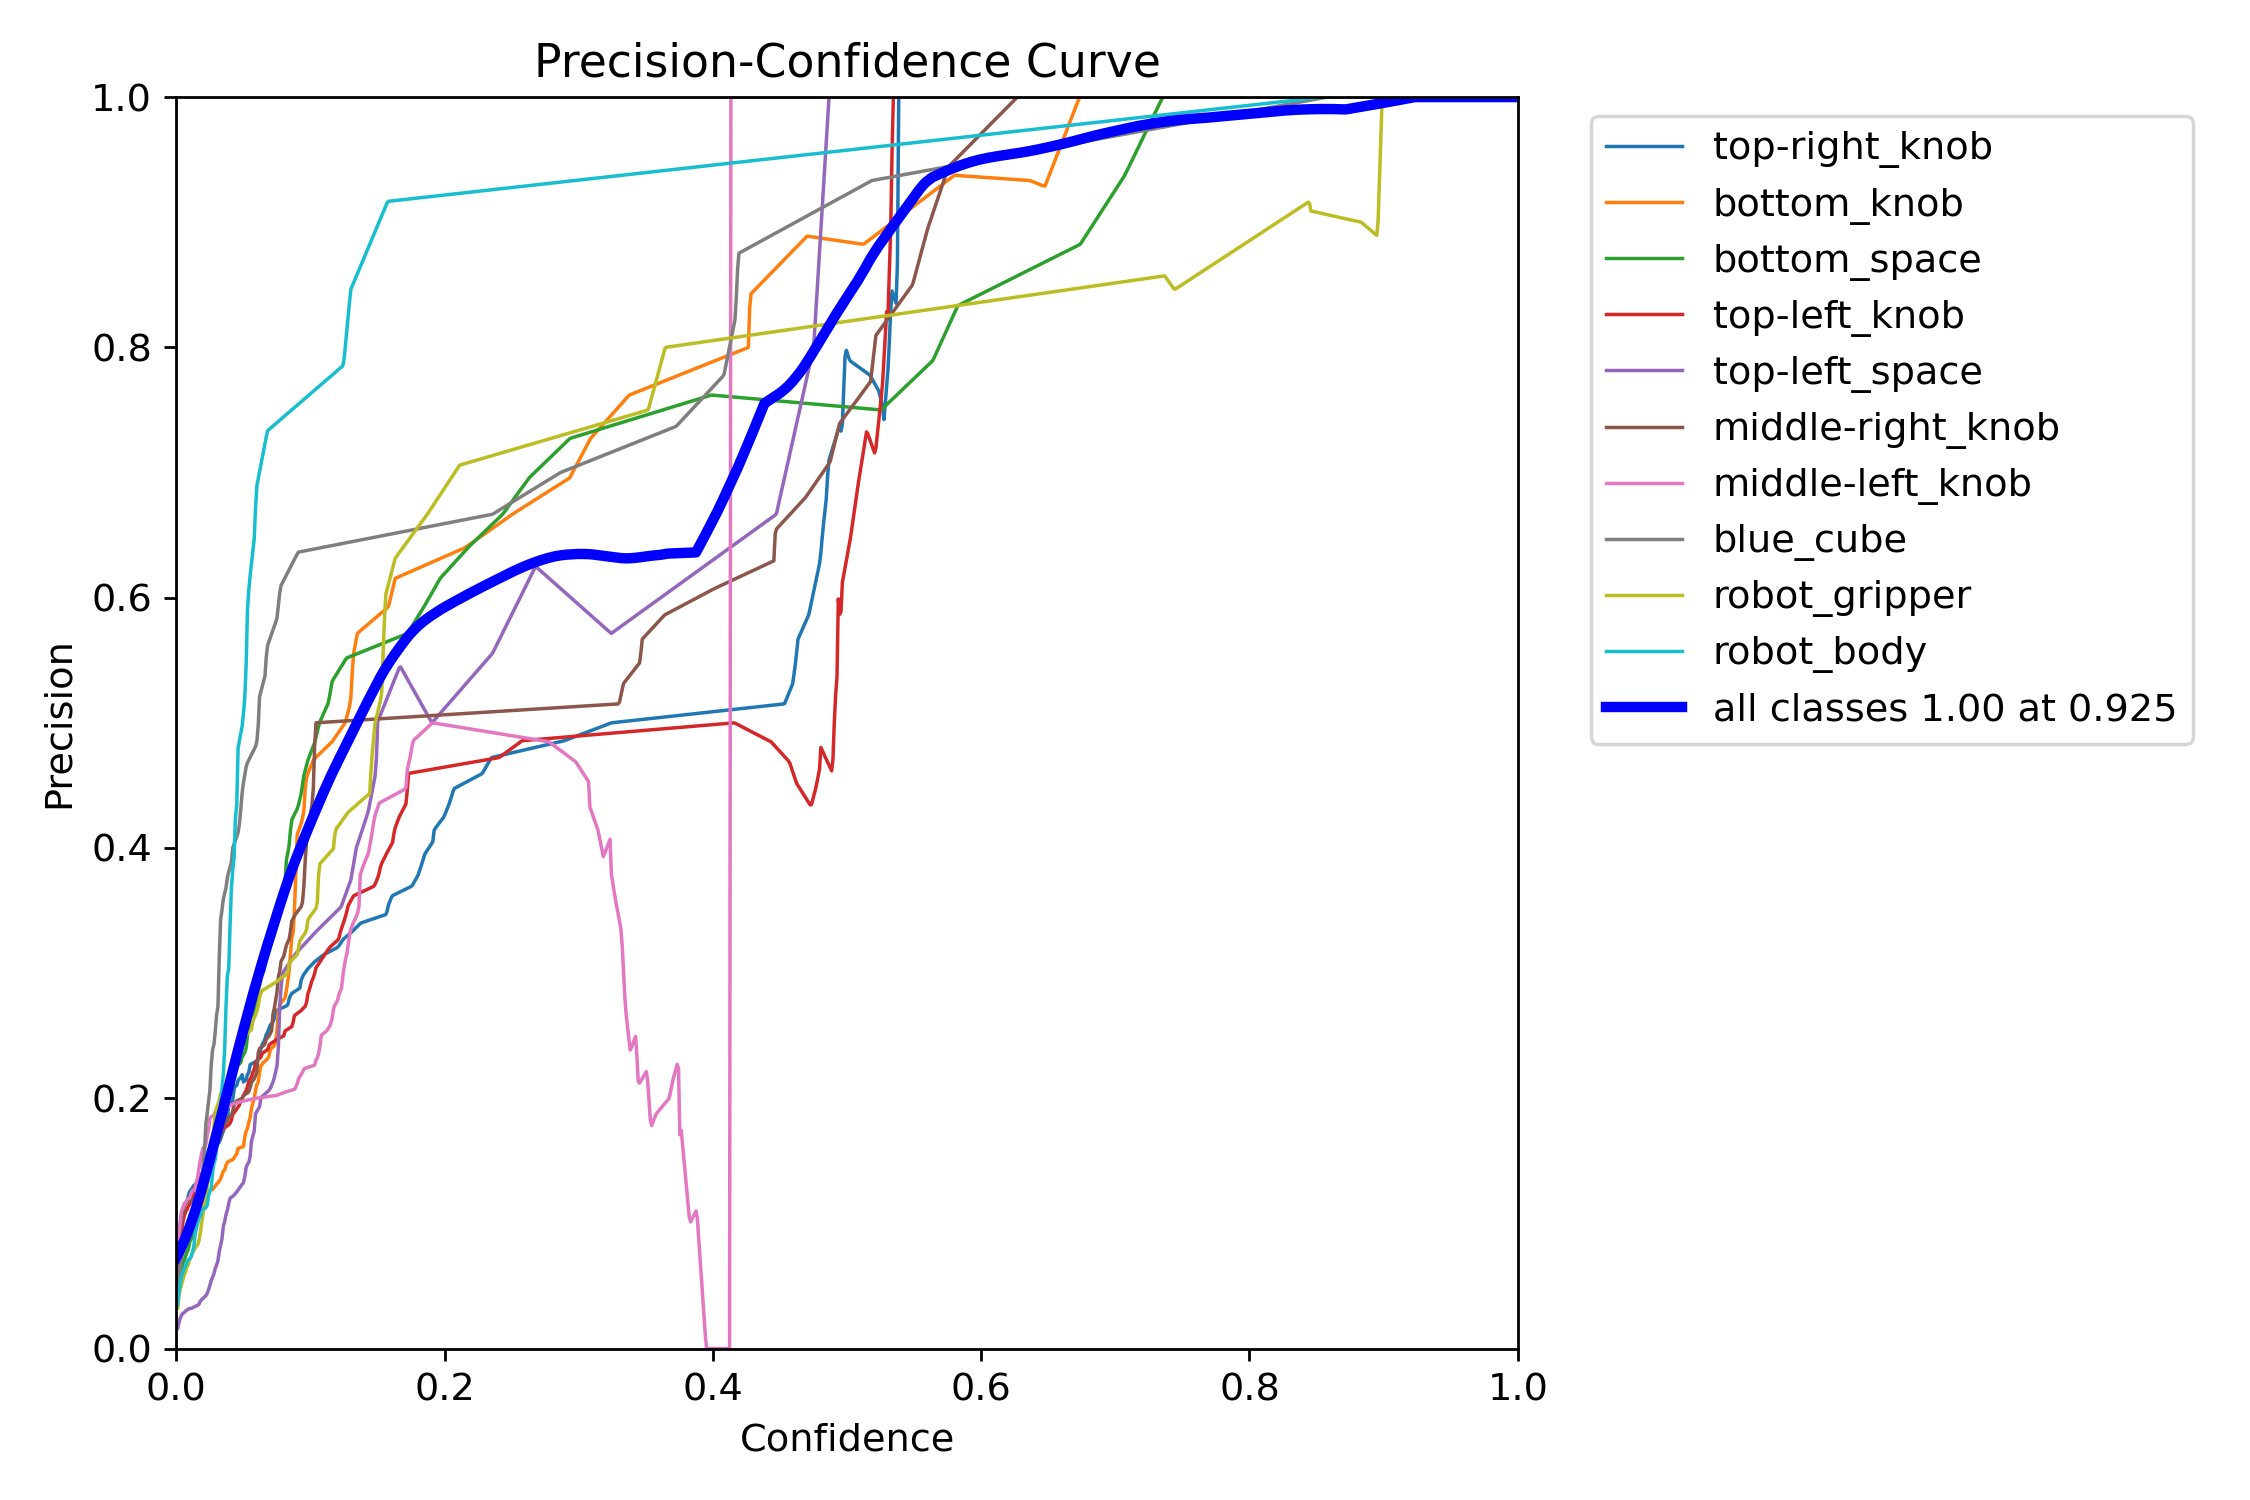 Precision-Confidence Curve
1.0
0.8
0.6
0.4
0.2
0.0
Precision
0.0 0.2 0.4 0.6 0.8 1.0
Confidence
top-right_knob
bottom_knob
bottom_space
top-left_knob
top-left_space
middle-right_knob
middle-left_knob
blue_cube
robot_gripper
robot_body
all classes 1.00 at 0.925